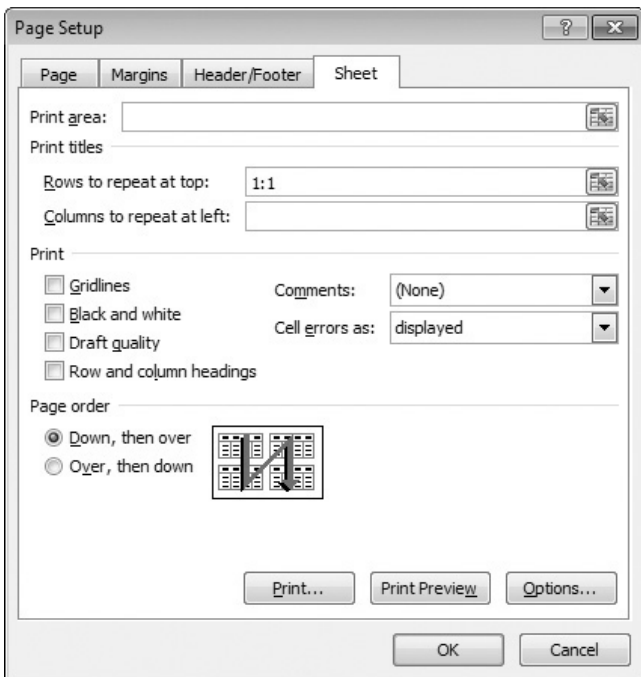 Page Setup
Page Margins Header/Footer Sheet
Print area:
Print titles
Rows to repeat at top: 1:1
Columns to repeat at left:
Print
Gridlines
Comments: (None)
Black and white
Cell errors as: displayed
Draft quality
Row and column headings
Page order
Down, then over
Over, then down
Print... Print Preview Options...
OK Cancel